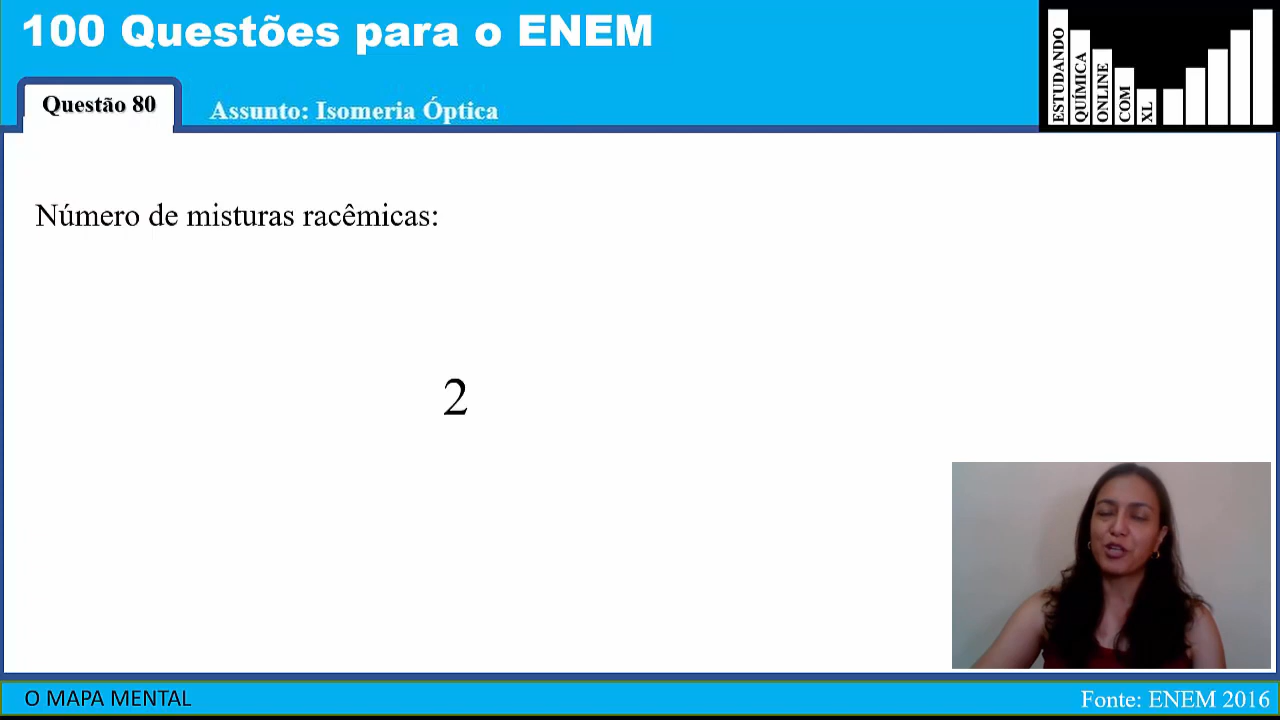 100 Questões para o ENEM
Questão 80
Assunto: Isomeria Óptica
ESTUDANDO
QUÍMICA
ONLINE
COM
XL
Número de misturas racêmicas:
2
O MAPA MENTAL
Fonte: ENEM 2016